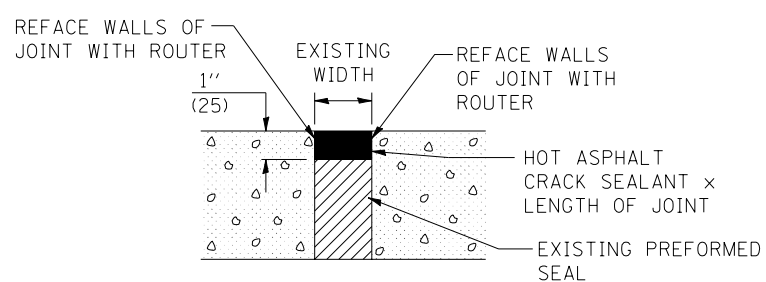 REFACE WALLS OF
JOINT WITH ROUTER
EXISTING
WIDTH
REFACE WALLS
OF JOINT WITH
ROUTER
1''
(25)
HOT ASPHALT
CRACK SEALANT x
LENGTH OF JOINT
EXISTING PREFORMED
SEAL